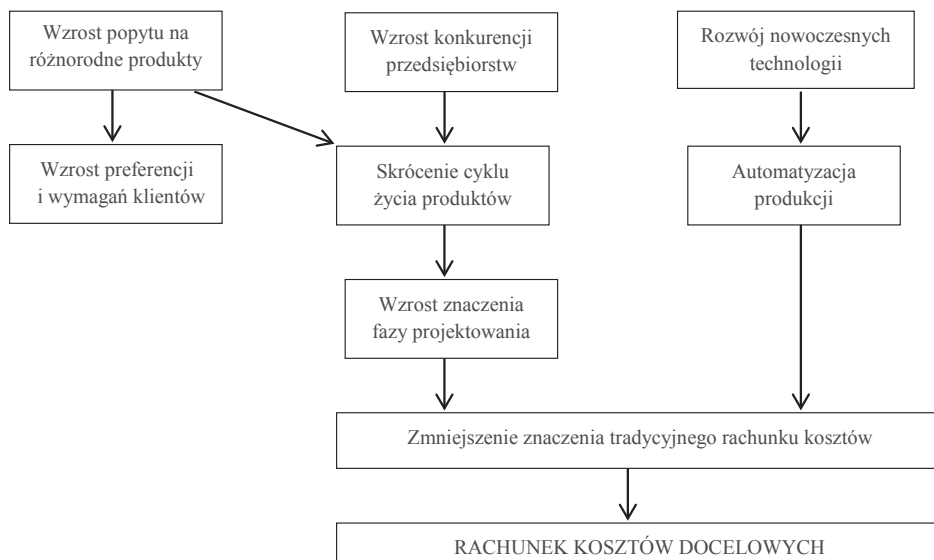 Wzrost popytu na
różnorodne produkty
Wzrost konkurencji
przedsiębiorstw
Rozwój nowoczesnych
technologii
Wzrost preferencji
i wymagań klientów
Skrócenie cyklu
życia produktów
Automatyzacja
produkcji
Wzrost znaczenia
fazy projektowania
Zmniejszenie znaczenia tradycyjnego rachunku kosztów
RACHUNEK KOSZTÓW DOCELOWYCH